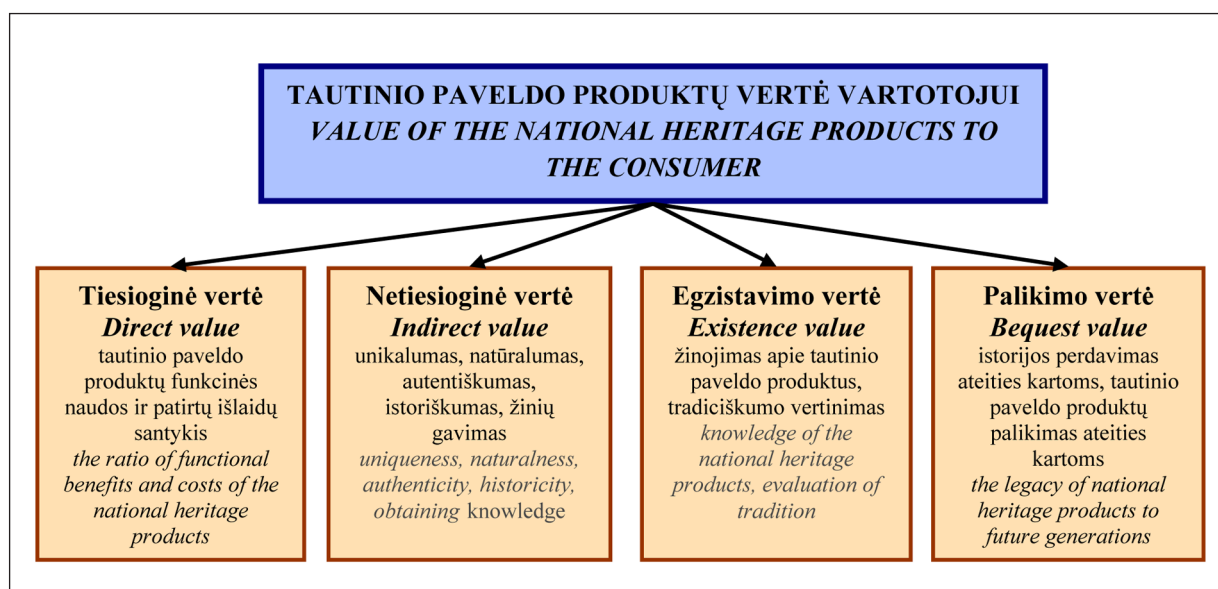 TAUTINIO PAVELDO PRODUKTŲ VERTĖ VARTOTOJUI
VALUE OF THE NATIONAL HERITAGE PRODUCTS TO
THE CONSUMER
Tiesioginė vertė
Direct value
tautinio paveldo
produktų funkcinės
naudos ir patirtų išlaidų
santykis
the ratio of functional
benefits and costs of the
national heritage
products
Netiesioginė vertė
Indirect value
unikalumas, natūralumas,
autentiškumas,
istoriškumas, žinių
gavimas
uniqueness, naturalness,
authenticity, historicity,
obtaining knowledge
Egzistavimo vertė
Existence value
žinojimas apie tautinio
paveldo produktus,
tradiciškumo vertinimas
knowledge of the
national heritage
products, evaluation of
tradition
Palikimo vertė
Bequest value
istorijos perdavimas
ateities kartoms, tautinio
paveldo produktų
palikimas ateities
kartoms
the legacy of national
heritage products to
future generations